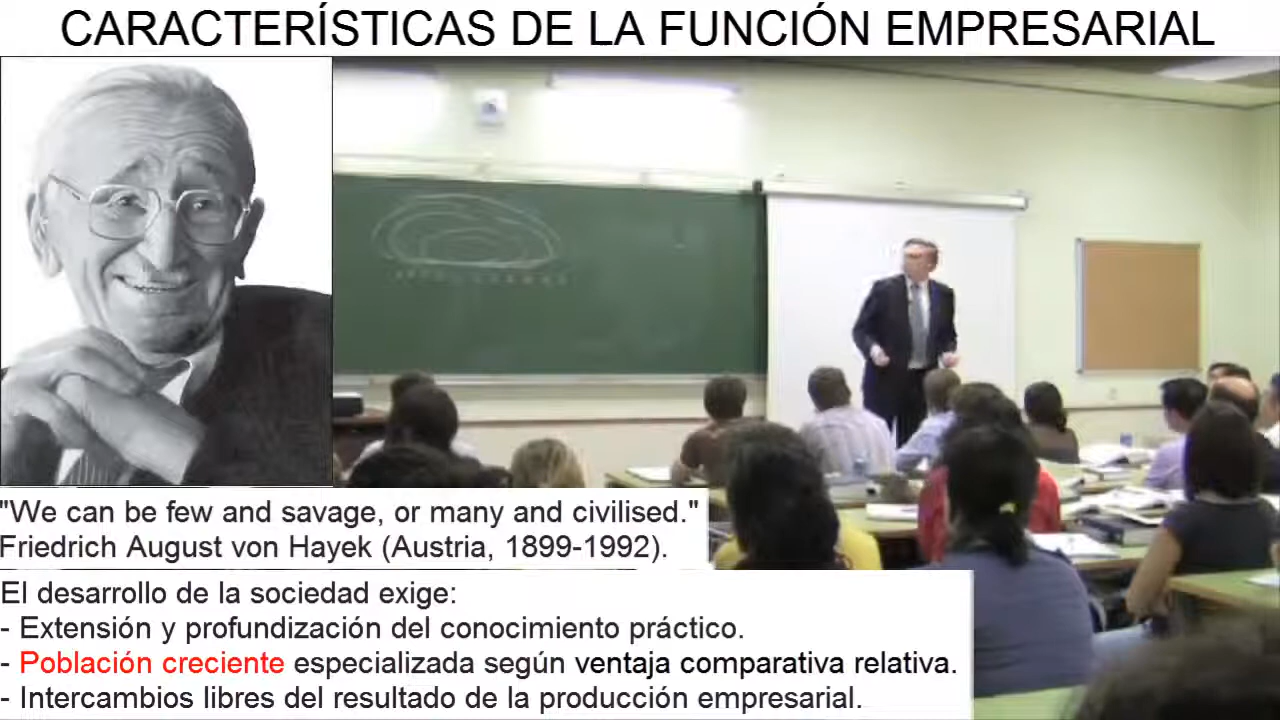 CARACTERÍSTICAS DE LA FUNCIÓN EMPRESARIAL
"We can be few and savage, or many and civilised."
Friedrich August von Hayek (Austria, 1899-1992).
El desarrollo de la sociedad exige:
- Extensión y profundización del conocimiento práctico.
- Población creciente especializada según ventaja comparativa relativa.
- Intercambios libres del resultado de la producción empresarial.